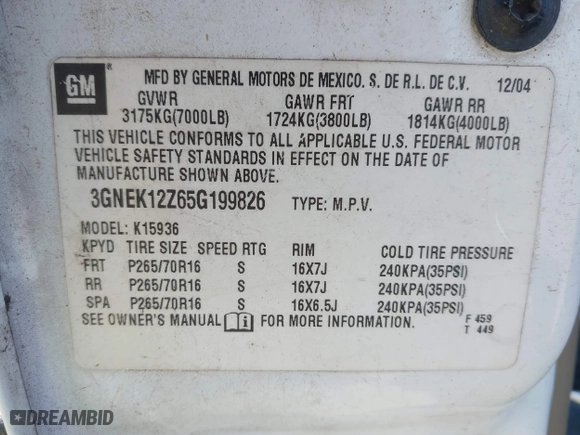 GM ®
MFD BY GENERAL MOTORS DE MEXICO. S. DE R.L. DE C.V. 12/04
GVWR GAWR FRT GAWR RR
3175KG(7000LB) 1724KG(3800LB) 1814KG(4000LB)
THIS VEHICLE CONFORMS TO ALL APPLICABLE U.S. FEDERAL MOTOR
VEHICLE SAFETY STANDARDS IN EFFECT ON THE DATE OF
MANUFACTURE SHOWN ABOVE.
3GNEK12Z65G199826 TYPE: M.P.V.
MODEL: K15936
KPYD TIRE SIZE SPEED RTG RIM COLD TIRE PRESSURE
FRT P265/70R16 S 16X7J 240KPA(35PSI)
RR P265/70R16 S 16X7J 240KPA(35PSI)
SPA P265/70R16 S 16X6.5J 240KPA(35PSI)
SEE OWNER'S MANUAL FOR MORE INFORMATION. F 459
T 449
DREAMBID